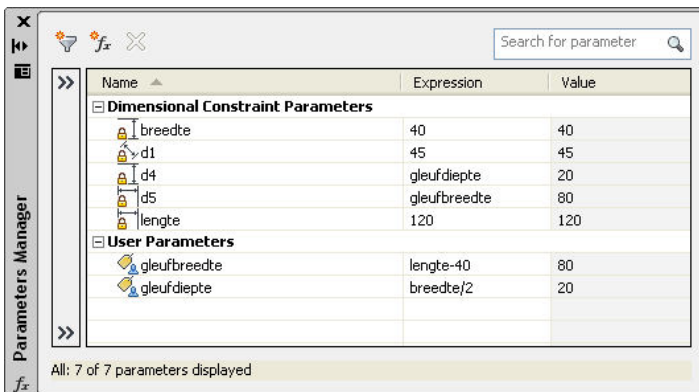 Search for parameter
Name Expression Value
Dimensional Constraint Parameters
breedte 40 40
d1 45 45
d4 gleufdiepte 20
d5 gleufbreedte 80
lengte 120 120
User Parameters
gleufbreedte lengte-40 80
gleufdiepte breedte/2 20
All: 7 of 7 parameters displayed
Parameters Manager